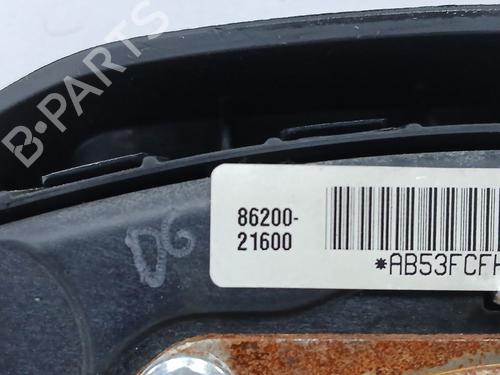 B-PARTS
86200-
21600
*AB53FCFH
DG